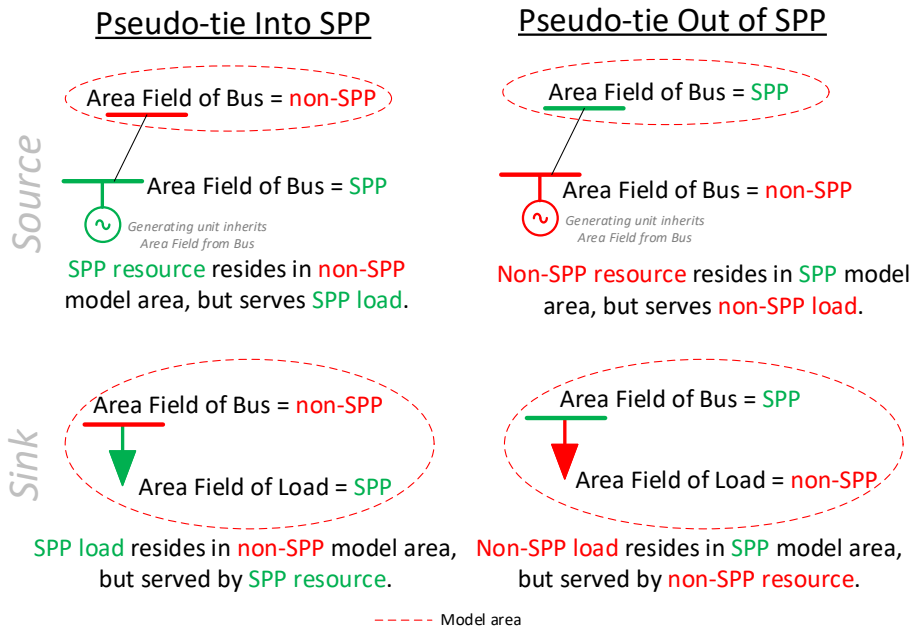 Pseudo-tie Into SPP
Pseudo-tie Out of SPP
Source
Area Field of Bus = non-SPP
Area Field of Bus = SPP
Generating unit inherits
Area Field from Bus
SPP resource resides in non-SPP
model area, but serves SPP load.
Area Field of Bus = SPP
Area Field of Bus = non-SPP
Generating unit inherits
Area Field from Bus
Non-SPP resource resides in SPP model
area, but serves non-SPP load.
Sink
Area Field of Bus = non-SPP
Area Field of Load = SPP
SPP load resides in non-SPP model area,
but served by SPP resource.
Area Field of Bus = SPP
Area Field of Load = non-SPP
Non-SPP load resides in SPP model area,
but served by non-SPP resource.
Model area